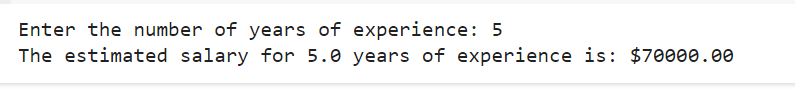 Enter the number of years of experience: 5
The estimated salary for 5.0 years of experience is: $70000.00